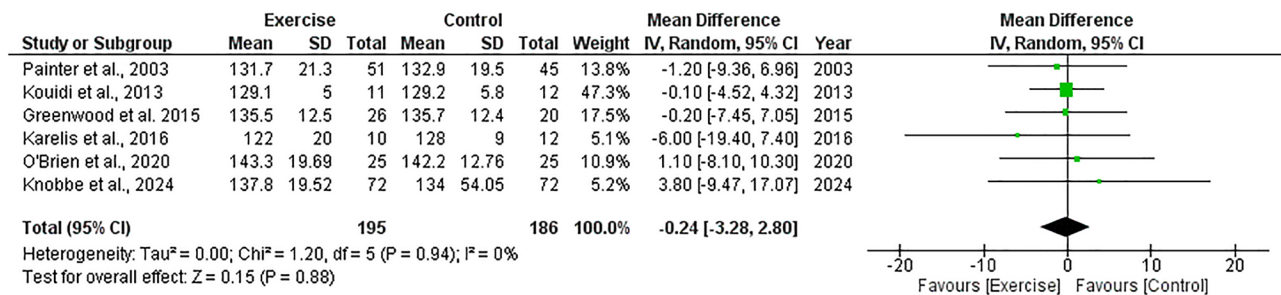 Exercise Control Mean Difference Mean Difference
Study or Subgroup Mean SD Total Mean SD Total Weight IV, Random, 95% CI Year IV, Random, 95% CI
Painter et al., 2003 131.7 21.3 51 132.9 19.5 45 13.8% -1.20 [-9.36, 6.96] 2003
Kouidi et al., 2013 129.1 5 11 129.2 5.8 12 47.3% -0.10 [-4.52, 4.32] 2013
Greenwood et al. 2015 135.5 12.5 26 135.7 12.4 20 17.5% -0.20 [-7.45, 7.05] 2015
Karelis et al. 2016 122 20 10 128 9 12 5.1% -6.00 [-19.40, 7.40] 2016
O'Brien et al., 2020 143.3 19.69 25 142.2 12.76 25 10.9% 1.10 [-8.10, 10.30] 2020
Knobbe et al., 2024 137.8 19.52 72 134 54.05 72 5.2% 3.80 [-9.47, 17.07] 2024
Total (95% CI) 195 186 100.0% -0.24 [-3.28, 2.80]
Heterogeneity: Tau² = 0.00; Chi² = 1.20, df = 5 (P = 0.94); I² = 0%
Test for overall effect: Z = 0.15 (P = 0.88)
-20 -10 0 10 20
Favours [Exercise] Favours [Control]